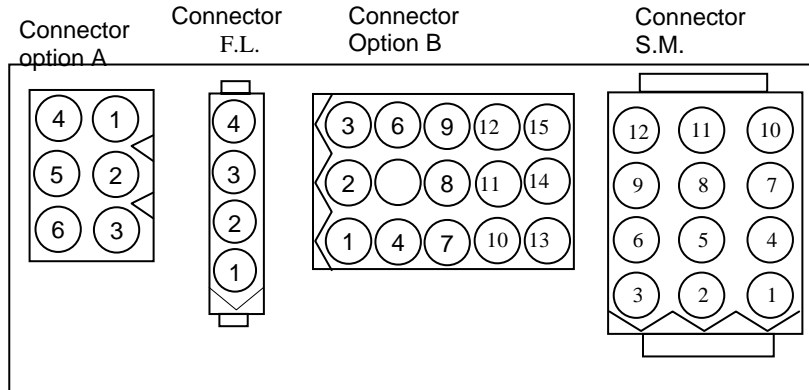 Connector
option A
Connector
F.L.
Connector
Option B
Connector
S.M.
4 1
5 2
6 3
4
3
2
1
3 6 9 12 15
2 8 11 14
1 4 7 10 13
12 11 10
9 8 7
6 5 4
3 2 1